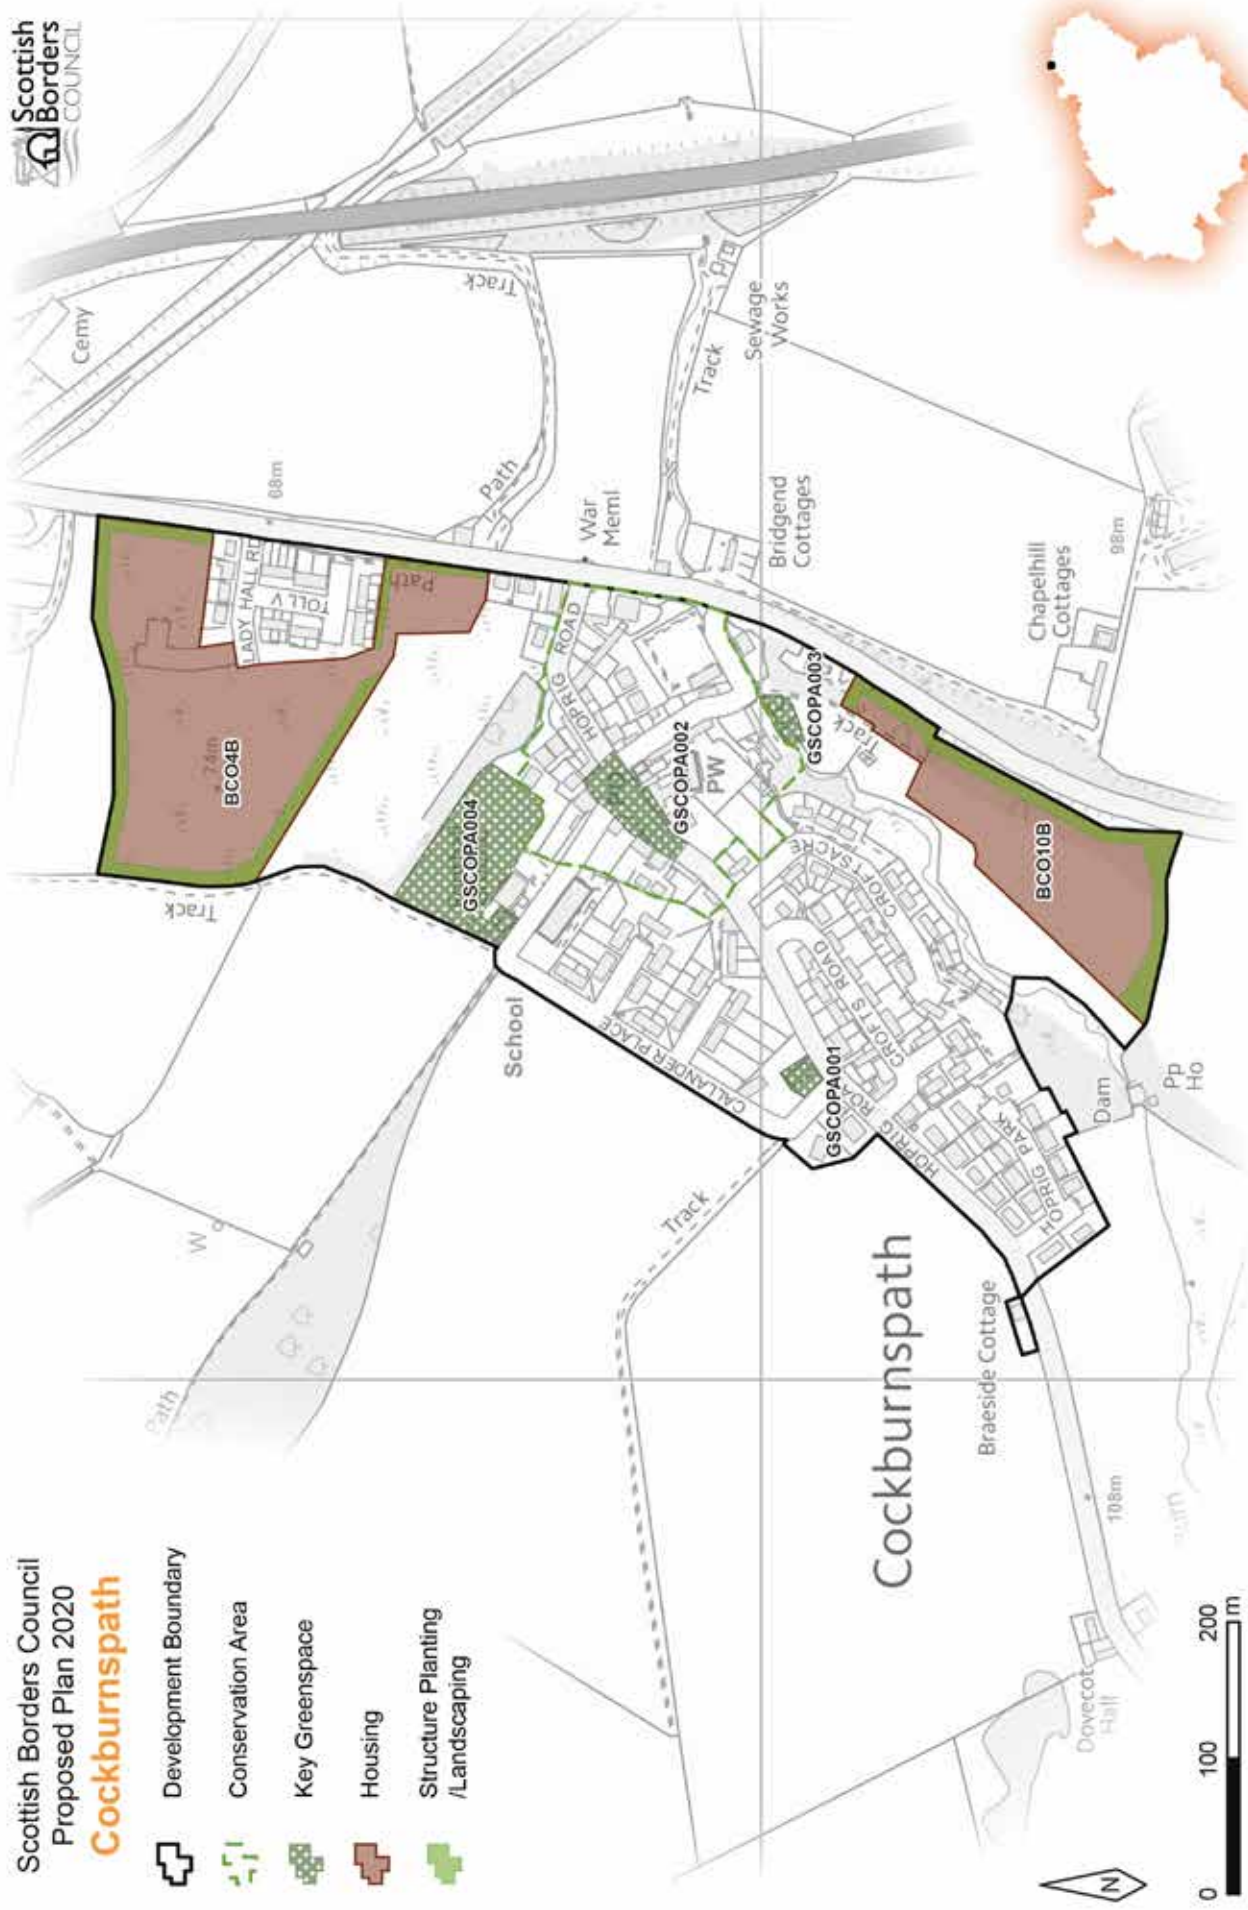 Scottish Borders Council
Proposed Plan 2020
Cockburnspath
Development Boundary
Conservation Area
Key Greenspace
Housing
Structure Planting
/Landscaping
Scottish
Borders
COUNCIL
Path
W
Track
74m
BCO4B
LADY HALL RD
TOLL V
Path
68m
Cemy
School
GSCOPA004
HOPRIG ROAD
Path
Track
War
Meml
Track
Sewage
Works
CALLANDER PLACE
GSCOPA002
PW
GSCOPA003
Bridgend
Cottages
Track
GSCOPA001
HOPRIG ROAD
CROFTS ROAD
CROFTSACRE
Track
Cockburnspath
Braeside Cottage
HOPRIG PARK
Dam
Pp
Ho
BCO10B
Chapelhill
Cottages
98m
108m
Dovecot
Hall
N
0
100
200
m